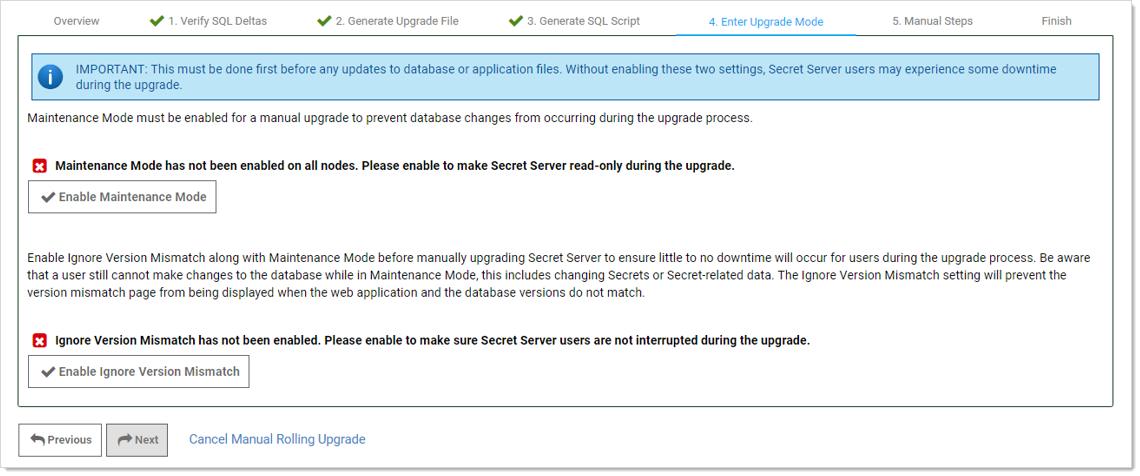 Overview 1. Verify SQL Deltas 2. Generate Upgrade File 3. Generate SQL Script 4. Enter Upgrade Mode 5. Manual Steps Finish
IMPORTANT: This must be done first before any updates to database or application files. Without enabling these two settings, Secret Server users may experience some downtime
during the upgrade.
Maintenance Mode must be enabled for a manual upgrade to prevent database changes from occurring during the upgrade process.
Maintenance Mode has not been enabled on all nodes. Please enable to make Secret Server read-only during the upgrade.
Enable Maintenance Mode
Enable Ignore Version Mismatch along with Maintenance Mode before manually upgrading Secret Server to ensure little to no downtime will occur for users during the upgrade process. Be aware
that a user still cannot make changes to the database while in Maintenance Mode, this includes changing Secrets or Secret-related data. The Ignore Version Mismatch setting will prevent the
version mismatch page from being displayed when the web application and the database versions do not match.
Ignore Version Mismatch has not been enabled. Please enable to make sure Secret Server users are not interrupted during the upgrade.
Enable Ignore Version Mismatch
Previous Next Cancel Manual Rolling Upgrade